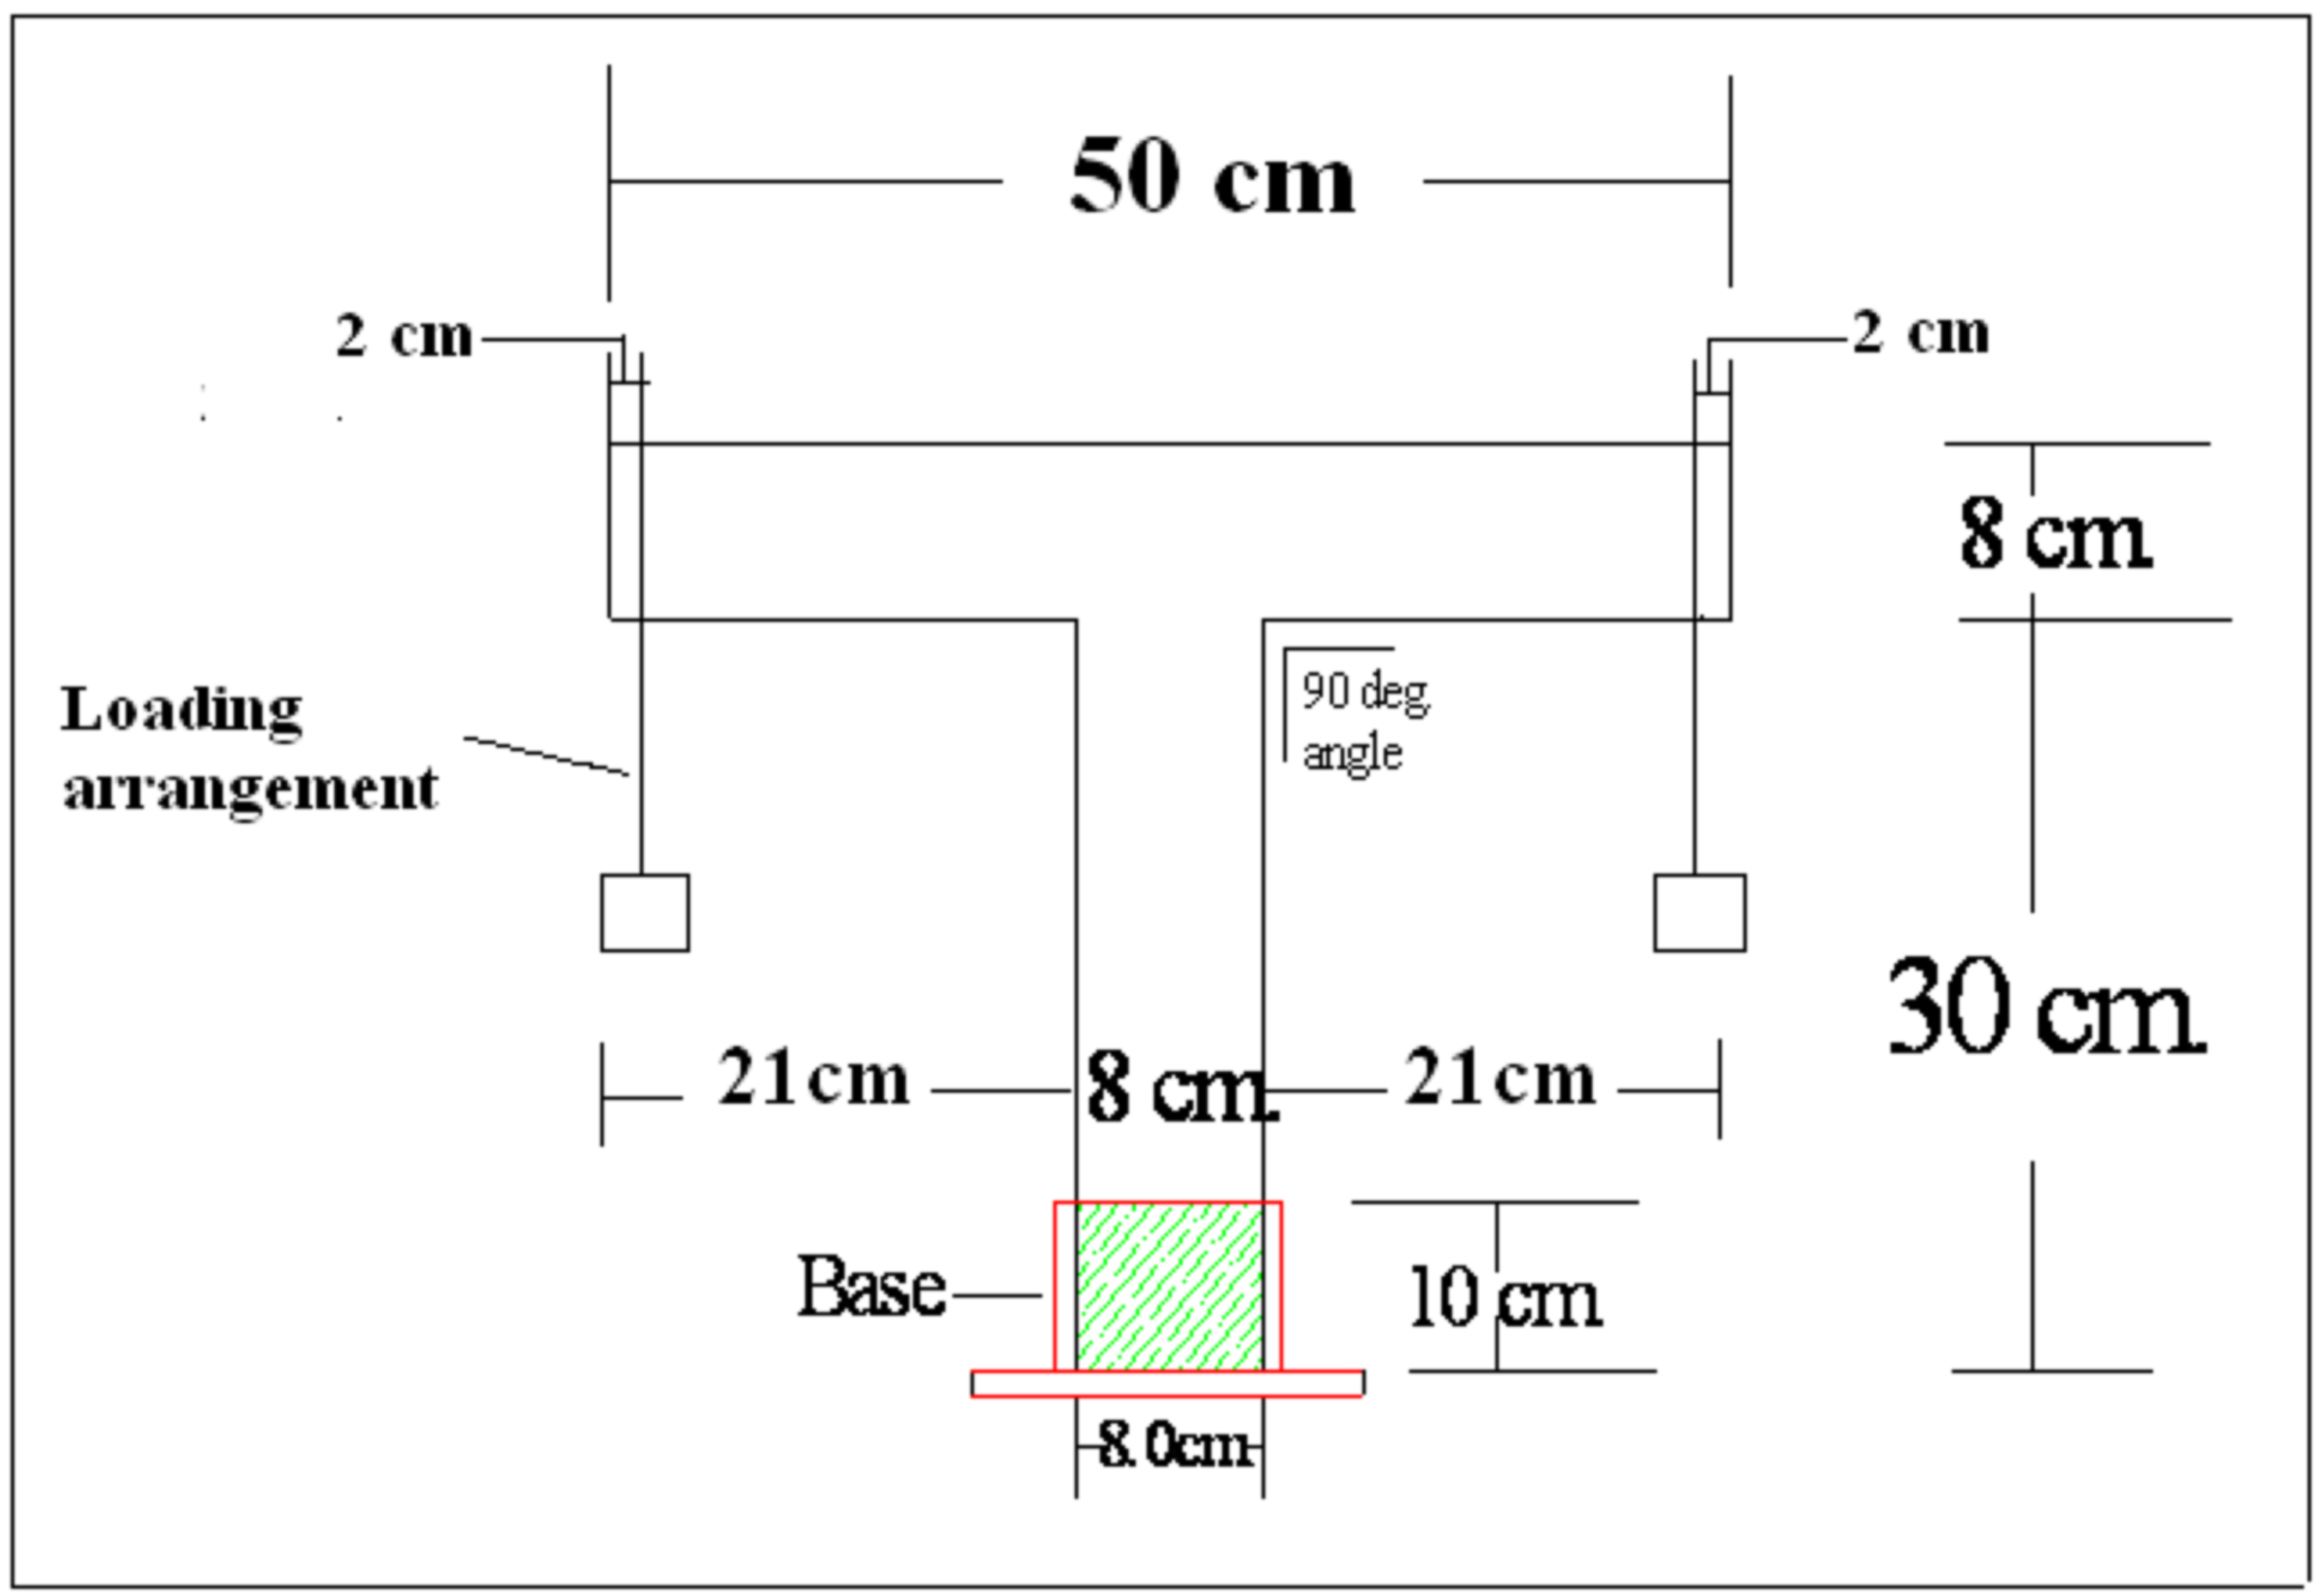 50 cm
2 cm
2 cm
8 cm
90 deg.
angle
Loading
arrangement
30 cm
21cm
8 cm.
21cm
Base
10 cm
8.0cm